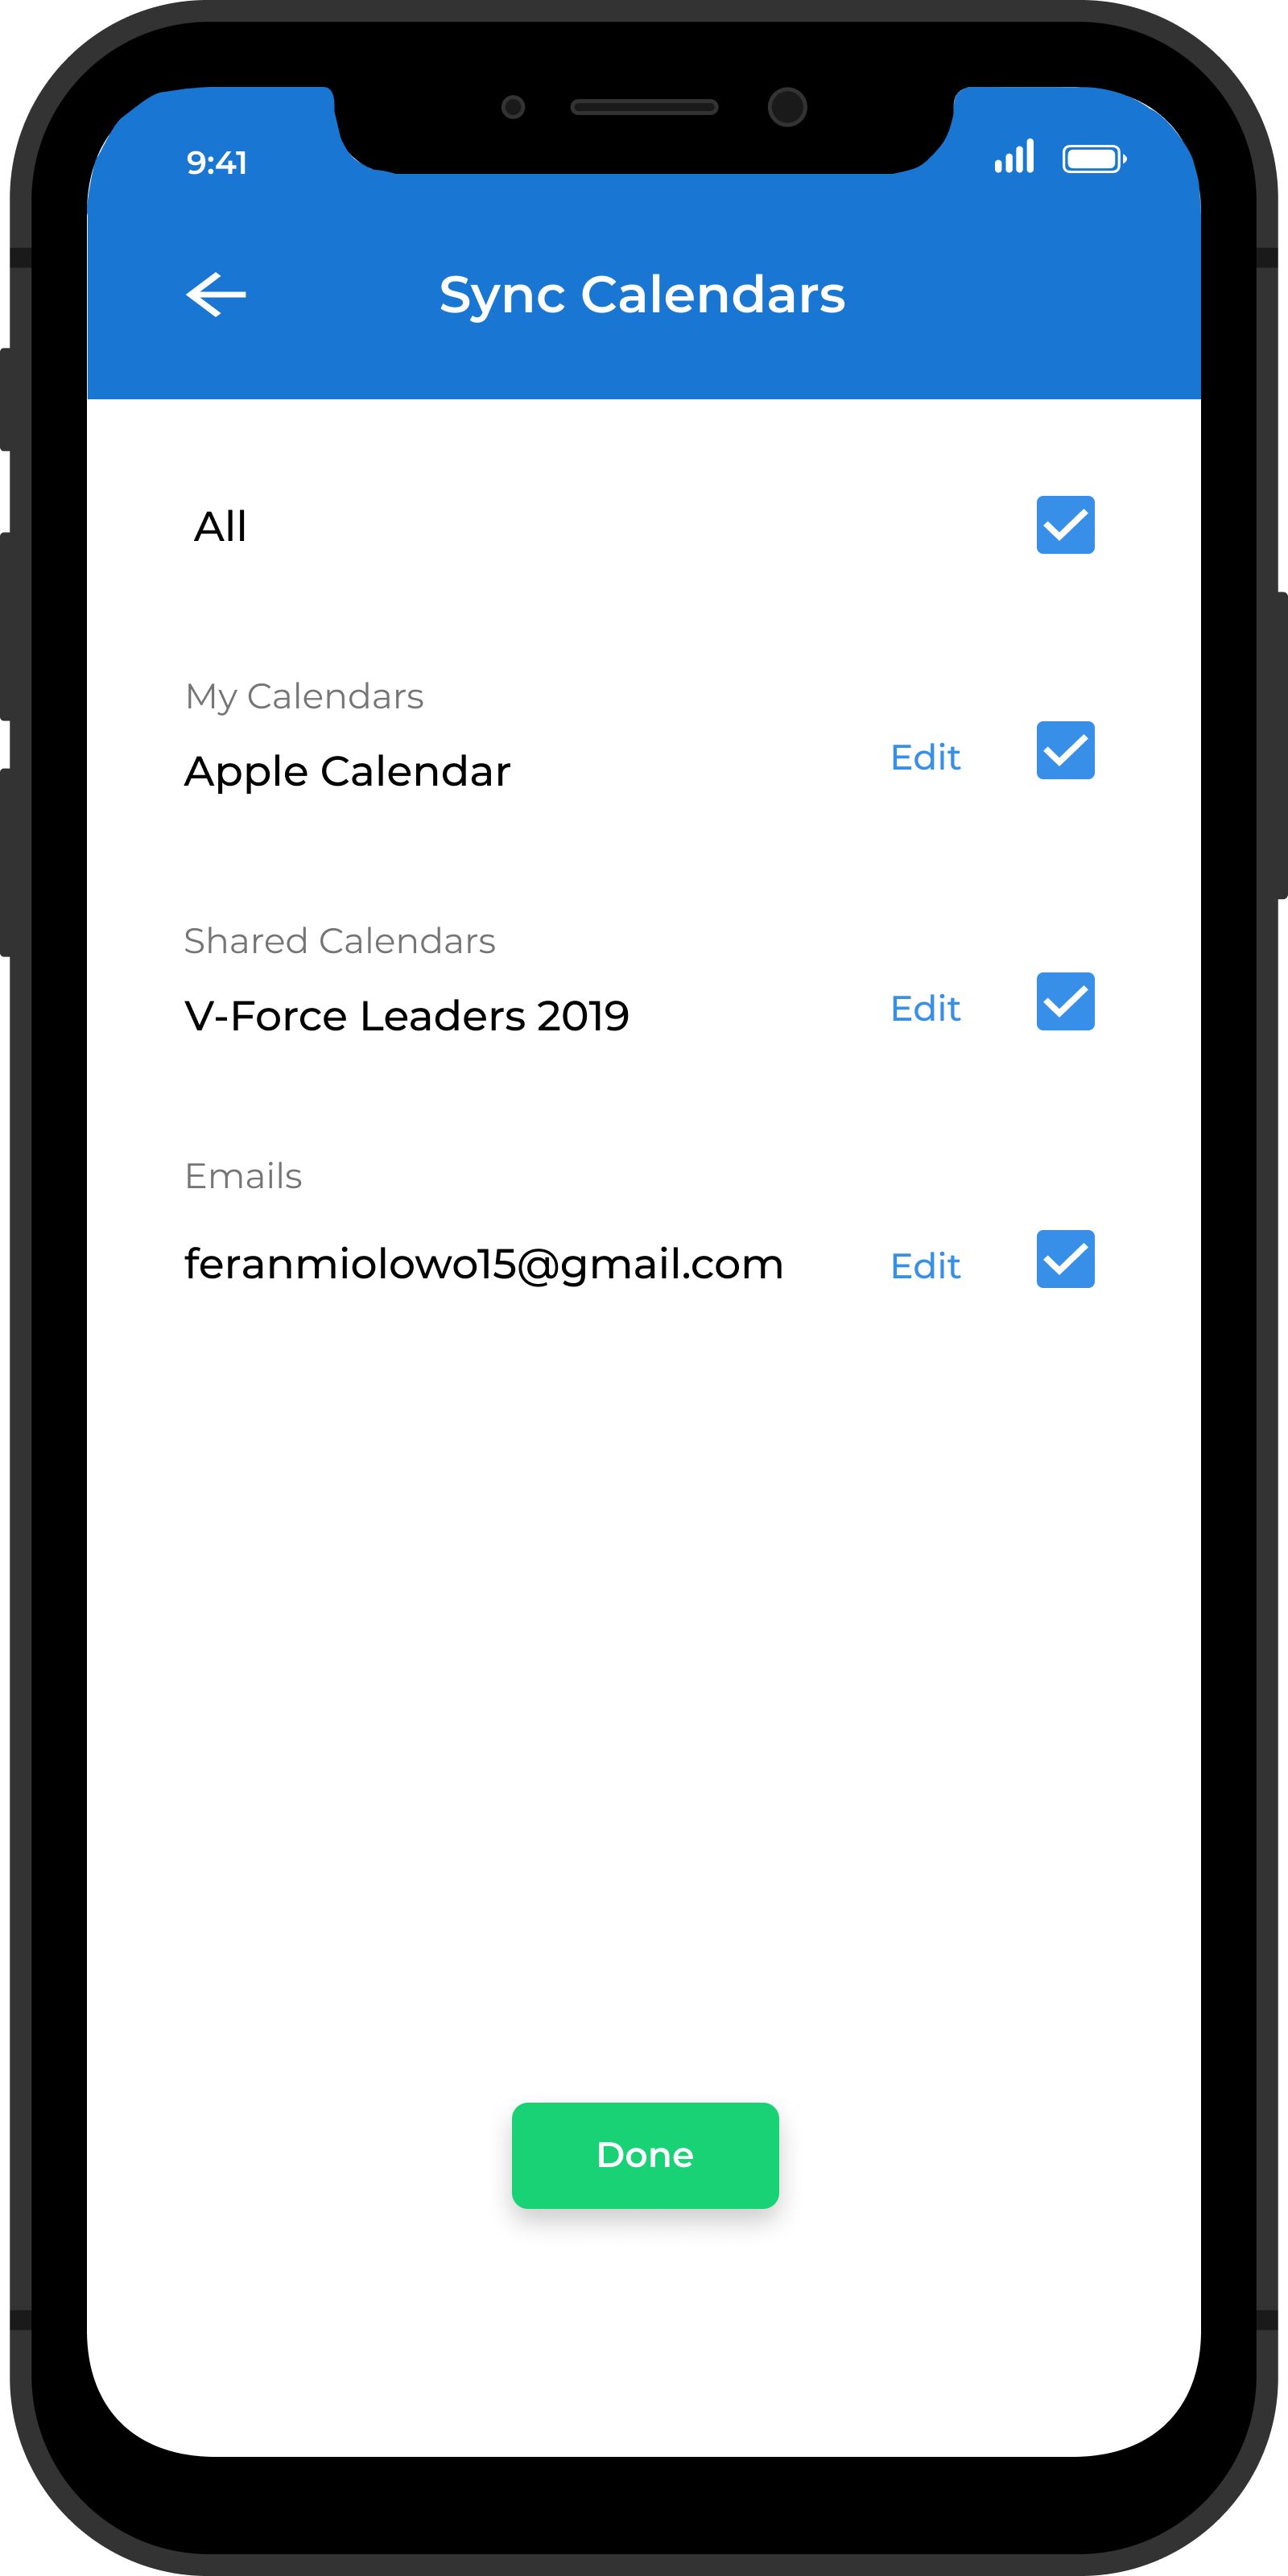 9:41
Sync Calendars
All
My Calendars
Apple Calendar
Edit
Shared Calendars
V-Force Leaders 2019
Edit
Emails
feranmiolowo15@gmail.com
Edit
Done